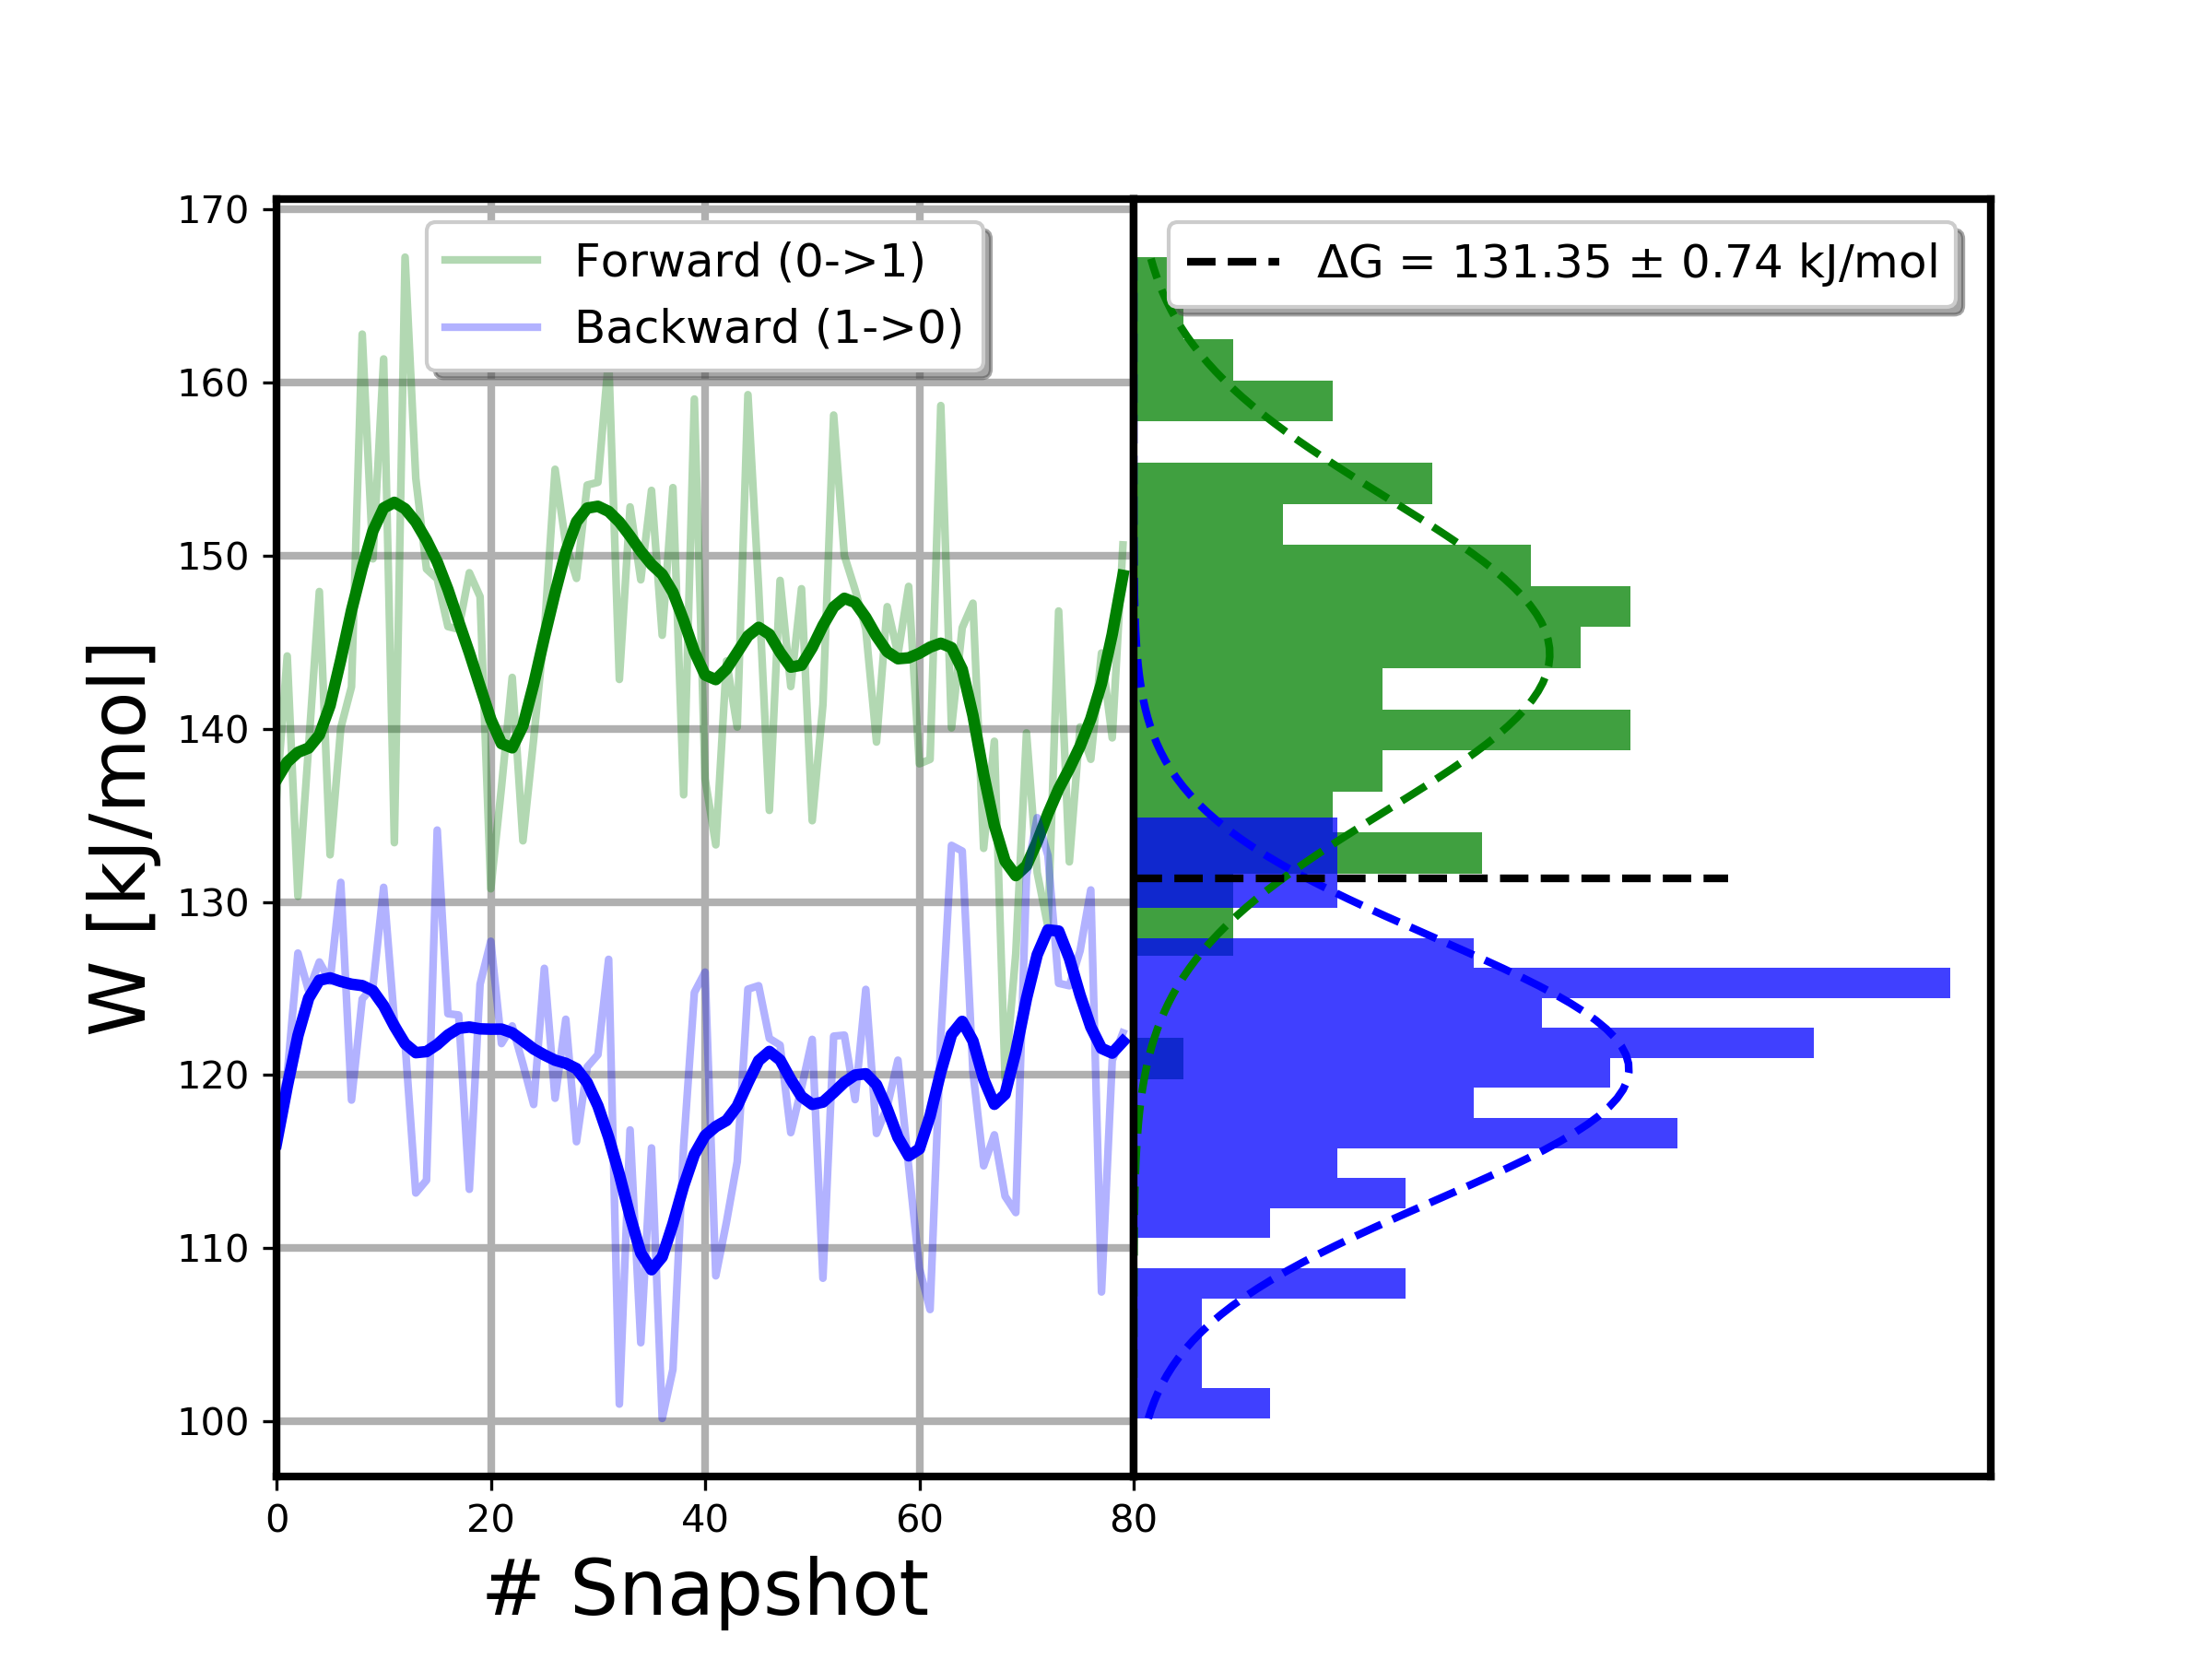 170
160
150
140
130
120
110
100
W [kJ/mol]
Forward (0->1)
Backward (1->0)
ΔG = 131.35 ± 0.74 kJ/mol
0 20 40 60 80
# Snapshot